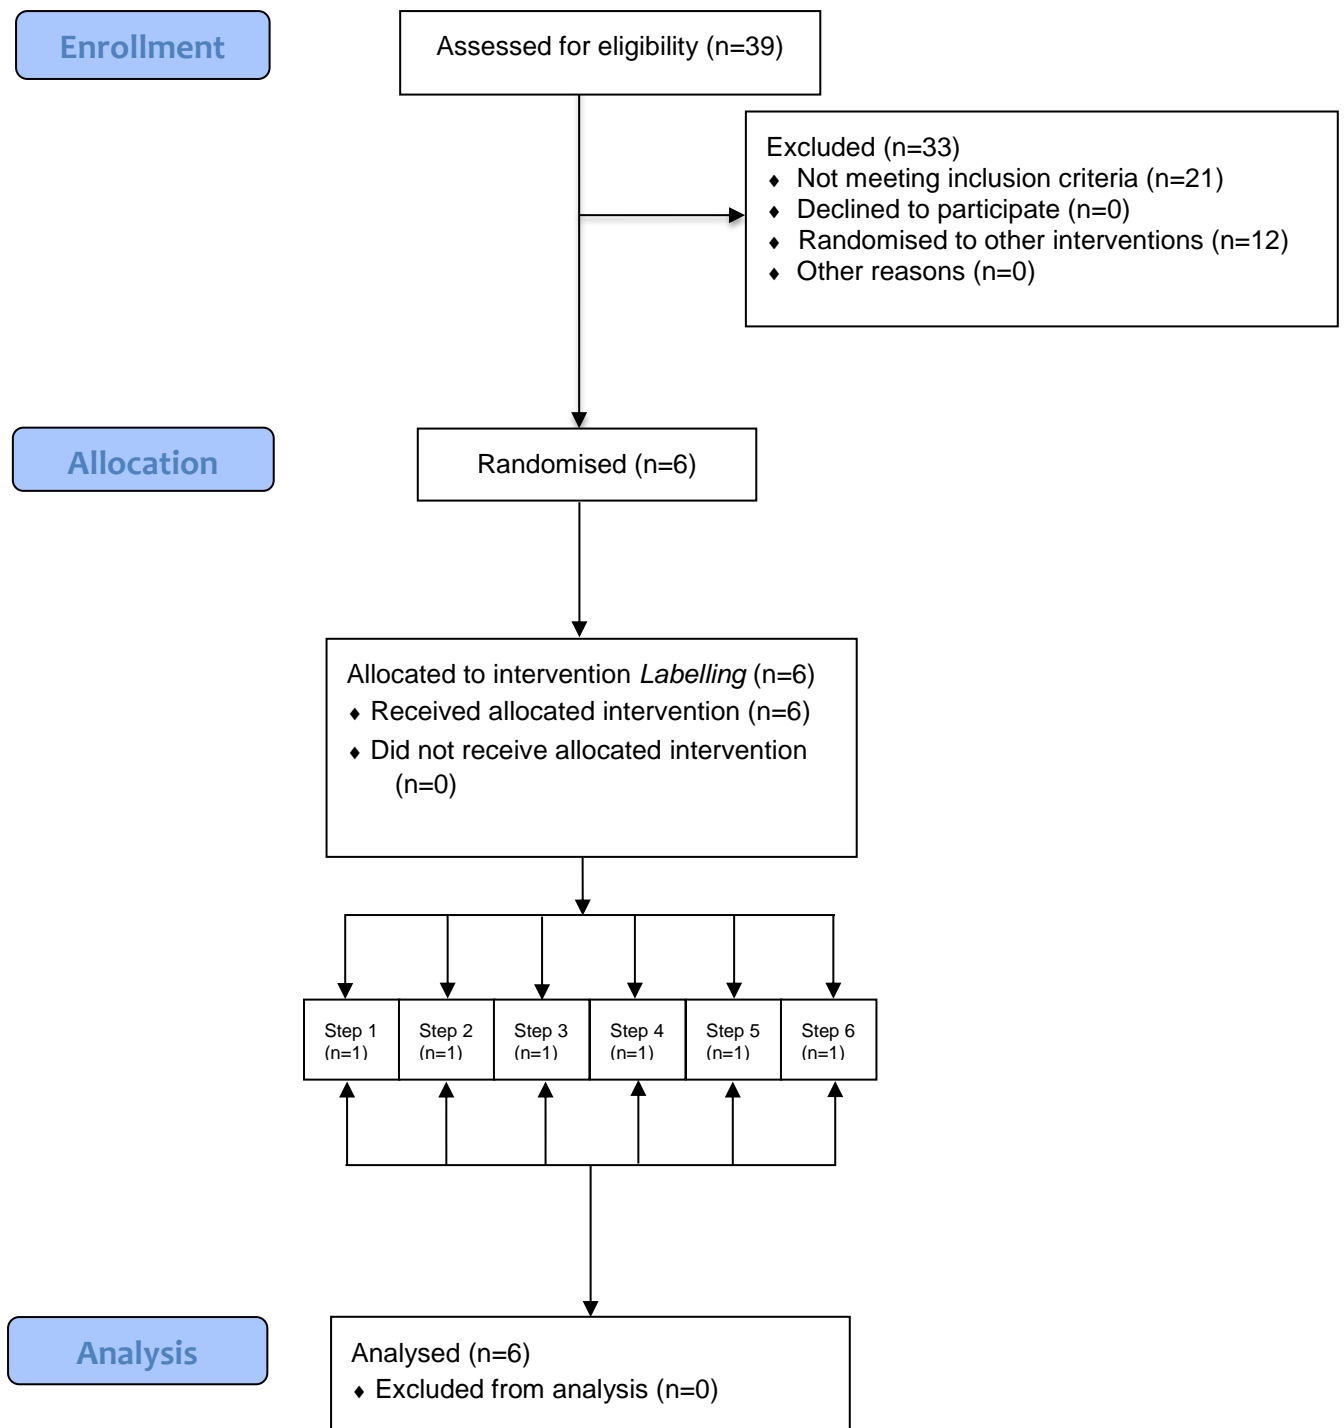 Enrollment
Assessed for eligibility (n=39)
Excluded (n=33)
♦ Not meeting inclusion criteria (n=21)
♦ Declined to participate (n=0)
♦ Randomised to other interventions (n=12)
♦ Other reasons (n=0)
Allocation
Randomised (n=6)
Allocated to intervention Labelling (n=6)
♦ Received allocated intervention (n=6)
♦ Did not receive allocated intervention
(n=0)
Step 1
(n=1)
Step 2
(n=1)
Step 3
(n=1)
Step 4
(n=1)
Step 5
(n=1)
Step 6
(n=1)
Analysis
Analysed (n=6)
♦ Excluded from analysis (n=0)